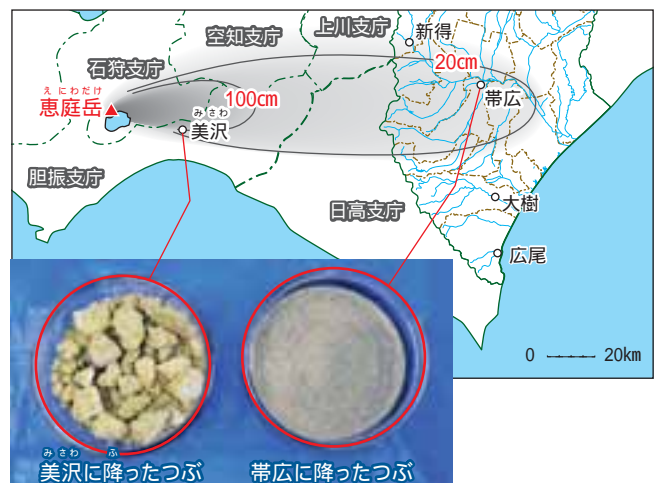 空知支庁
上川支庁
新得
石狩支庁
20cm
えにわだけ
恵庭岳
100cm
帯広
みさわ
美沢
胆振支庁
日高支庁
大樹
広尾
0 20km
みさわ ふ
美沢に降ったつぶ
帯広に降ったつぶ